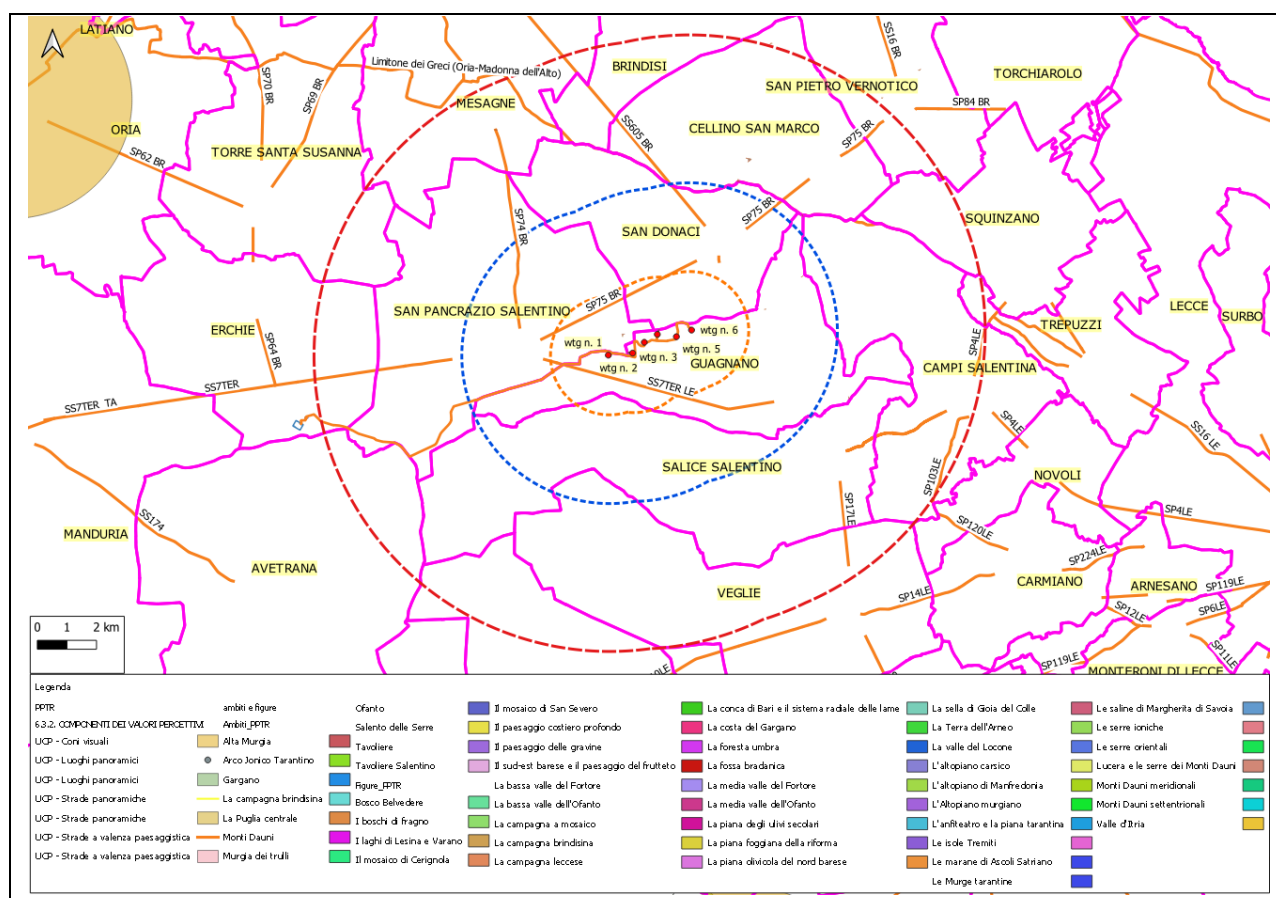 LATIANO
SS16 BR
BRINDISI
Limitone dei Greci (Oria-Madonna dell'Alto)
TORCHIAROLO
SP70 BR
SP69 BR
SAN PIETRO VERNOTICO
MESAGNE
SP84 BR
ORIA
SS605 BR
CELLINO SAN MARCO
SP75 BR
TORRE SANTA SUSANNA
SP62 BR
SP74 BR
SP75 BR
SQUINZANO
SAN DONACI
SAN PANCRAZIO SALENTINO
SP75 BR
LECCE
SURBO
ERCHIE
SP64 BR
TREPUZZI
wtg n. 6
wtg n. 1
wtg n. 5
wtg n. 3
wtg n. 2
GUAGNANO
SP4LE
CAMPI SALENTINA
SS7TER
SS7TER LE
SS7TER TA
SP4LE
SS16 LE
SALICE SALENTINO
SP103LE
NOVOLI
SP17LE
SP4LE
SS174
MANDURIA
SP120LE
AVETRANA
SP224LE
CARMIANO
ARNESANO
SP119LE
VEGLIE
SP14LE
SP12LE
SP6LE
0 1 2 km
SP11LE
SP119LE
MONTERONI DI LECCE
Legenda
PPTR
6.3.2. COMPONENTI DEI VALORI PERCETTIVI
UCP - Coni visuali
UCP - Luoghi panoramici
UCP - Luoghi panoramici
UCP - Strade panoramiche
UCP - Strade panoramiche
UCP - Strade a valenza paesaggistica
UCP - Strade a valenza paesaggistica
ambiti e figure
Ambiti_PPTR
Alta Murgia
Arco Jonico Tarantino
Gargano
La campagna brindisina
La Puglia centrale
Monti Dauni
Murgia dei trulli
Ofanto
Salento delle Serre
Tavoliere
Tavoliere Salentino
Figure_PPTR
Bosco Belvedere
I boschi di fragno
I laghi di Lesina e Varano
Il mosaico di Cerignola
Il mosaico di San Severo
Il paesaggio costiero profondo
Il paesaggio delle gravine
Il sud-est barese e il paesaggio del frutteto
La bassa valle del Fortore
La bassa valle dell'Ofanto
La campagna a mosaico
La campagna brindisina
La campagna leccese
La conca di Bari e il sistema radiale delle lame
La costa del Gargano
La foresta umbra
La fossa bradanica
La media valle del Fortore
La media valle dell'Ofanto
La piana degli ulivi secolari
La piana foggiana della riforma
La piana olivicola del nord barese
La sella di Gioia del Colle
La Terra dell'Arneo
La valle del Locone
L'altopiano carsico
L'altopiano di Manfredonia
L'Altopiano murgiano
L'anfiteatro e la piana tarantina
Le isole Tremiti
Le marane di Ascoli Satriano
Le Murge tarantine
Le saline di Margherita di Savoia
Le serre ioniche
Le serre orientali
Lucera e le serre dei Monti Dauni
Monti Dauni meridionali
Monti Dauni settentrionali
Valle d'Itria